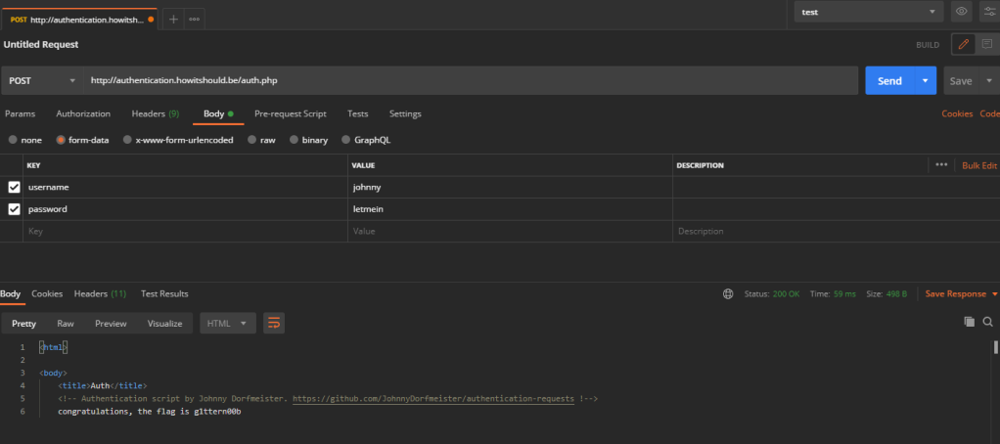 POST http://authentication.howitsh... + ooo test
Untitled Request BUILD
POST http://authentication.howitshould.be/auth.php Send Save
Params Authorization Headers (9) Body Pre-request Script Tests Settings Cookies Code
none form-data x-www-form-urlencoded raw binary GraphQL
KEY VALUE DESCRIPTION ••• Bulk Edit
username johnny
password letmein
Key Value Description
Body Cookies Headers (11) Test Results Status: 200 OK Time: 59 ms Size: 498 B Save Response
Pretty Raw Preview Visualize HTML
1 <html>
2
3 <body>
4 <title>Auth</title>
5 <!-- Authentication script by Johnny Dorfmeister. https://github.com/JohnnyDorfmeister/authentication-requests !-->
6 congratulations, the flag is g1ttern00b